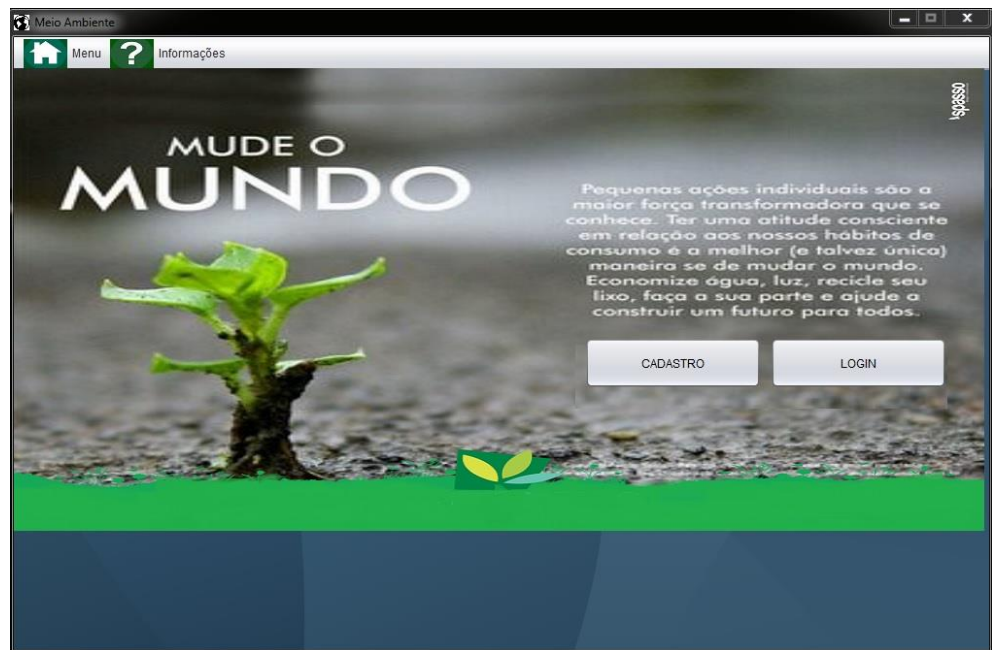 Meio Ambiente
Menu
Informações
spasso
MUDE O
MUNDO
Pequenas ações individuais são a
maior força transformadora que se
conhece. Ter uma atitude consciente
em relação aos nossos hábitos de
consumo é a melhor (e talvez única)
maneira se de mudar o mundo.
Economize água, luz, recicle seu
lixo, faça a sua parte e ajude a
construir um futuro para todos.
CADASTRO
LOGIN